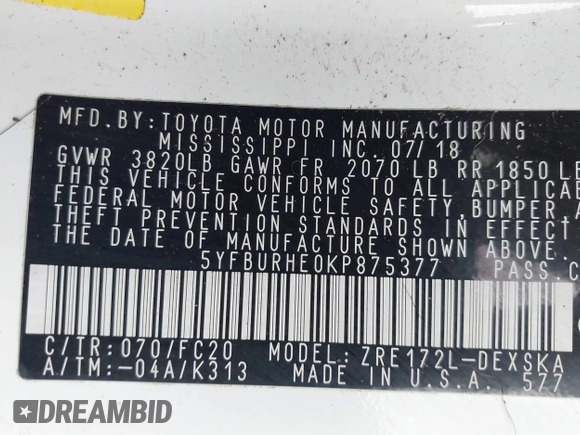 MFD. BY: TOYOTA MOTOR MANUFACTURING
MISSISSIPPI INC. 07/18
GVWR 3820LB GAWR FR 2070 LB RR 1850 LB
THIS VEHICLE CONFORMS TO ALL
FEDERAL MOTOR VEHICLE SAFETY, BUMPER,
THEFT PREVENTION STANDARDS IN EFFECT
THE DATE OF MANUFACTURE SHOWN ABOVE.
5YFBURHE0KP875377 PASS.C
C/TR: 070/FC20 MODEL: ZRE172L-DEXSKA
A/TM: -04A/K313 MADE IN U.S.A. 577
DREAMBID